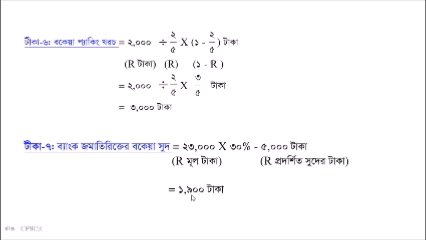 টীকা-৬: বকেয়া প্যাকিং খরচ = ২,০০০ ÷ ২/৫ X (১ - ২/৫) টাকা
(R টাকা) (R) (১ - R)
= ২,০০০ ÷ ২/৫ X ৩/৫ টাকা
= ৩,০০০ টাকা
টীকা-৭: ব্যাংক জমাতিরিক্তের বকেয়া সুদ = ২৩,০০০ X ৩০% - ৫,০০০ টাকা
(R মূল টাকা) (R প্রদর্শিত সুদের টাকা)
= ১,৯০০ টাকা